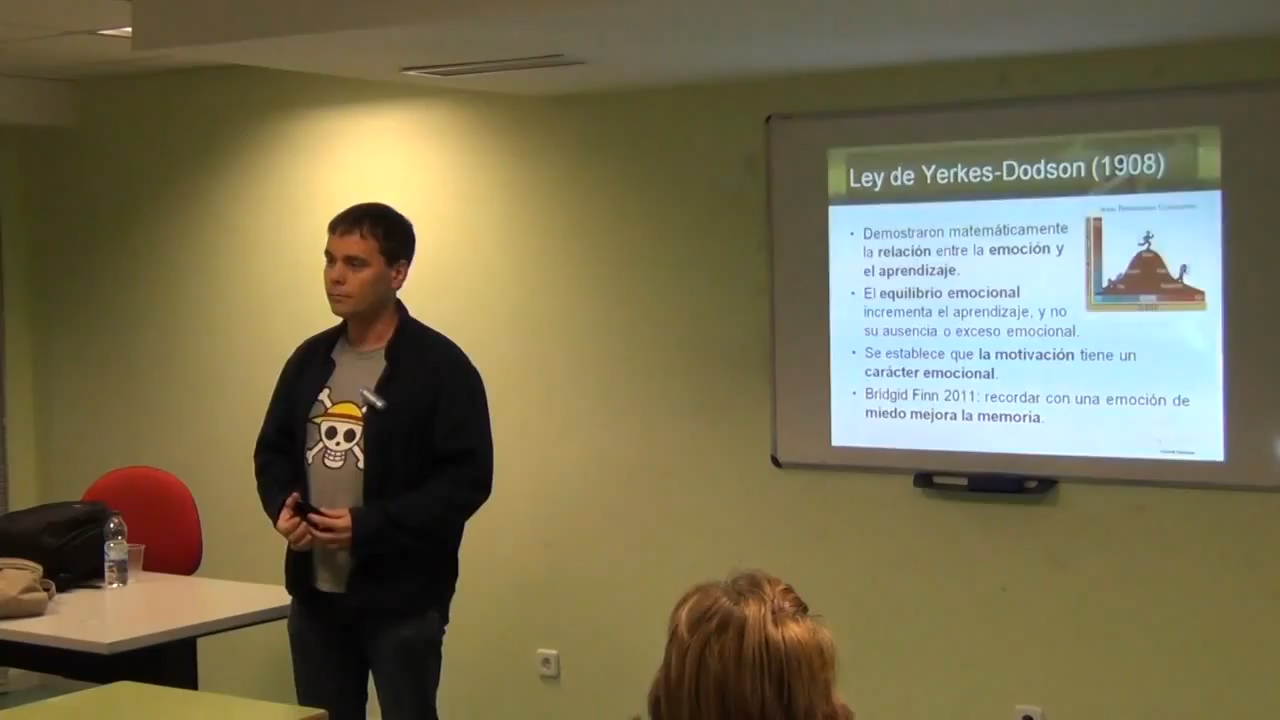 Ley de Yerkes-Dodson (1908)
• Demostraron matemáticamente
la relación entre la emoción y
el aprendizaje.
• El equilibrio emocional
incrementa el aprendizaje, y no
su ausencia o exceso emocional.
• Se establece que la motivación tiene un
carácter emocional.
• Bridgid Finn 2011: recordar con una emoción de
miedo mejora la memoria.